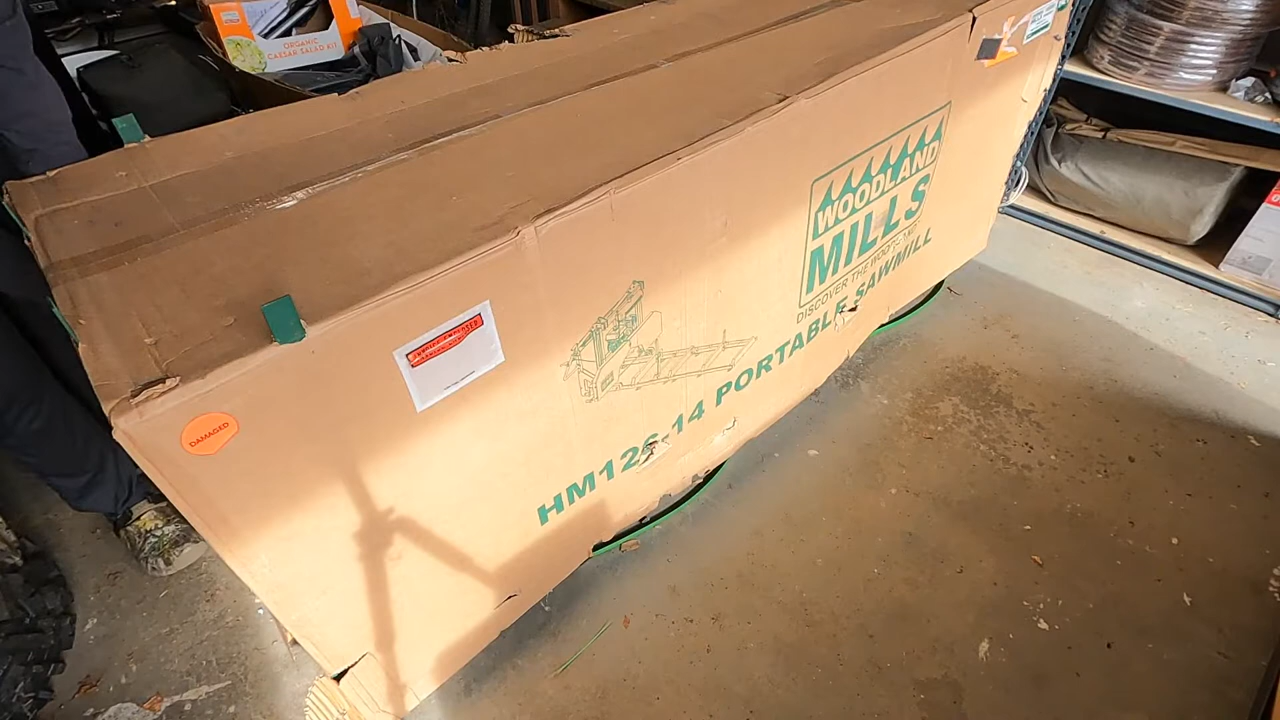 ORGANIC
CAESAR SALAD KIT
WOODLAND
MILLS
DISCOVER THE WOODLAND
HM126-14 PORTABLE SAWMILL
DAMAGED